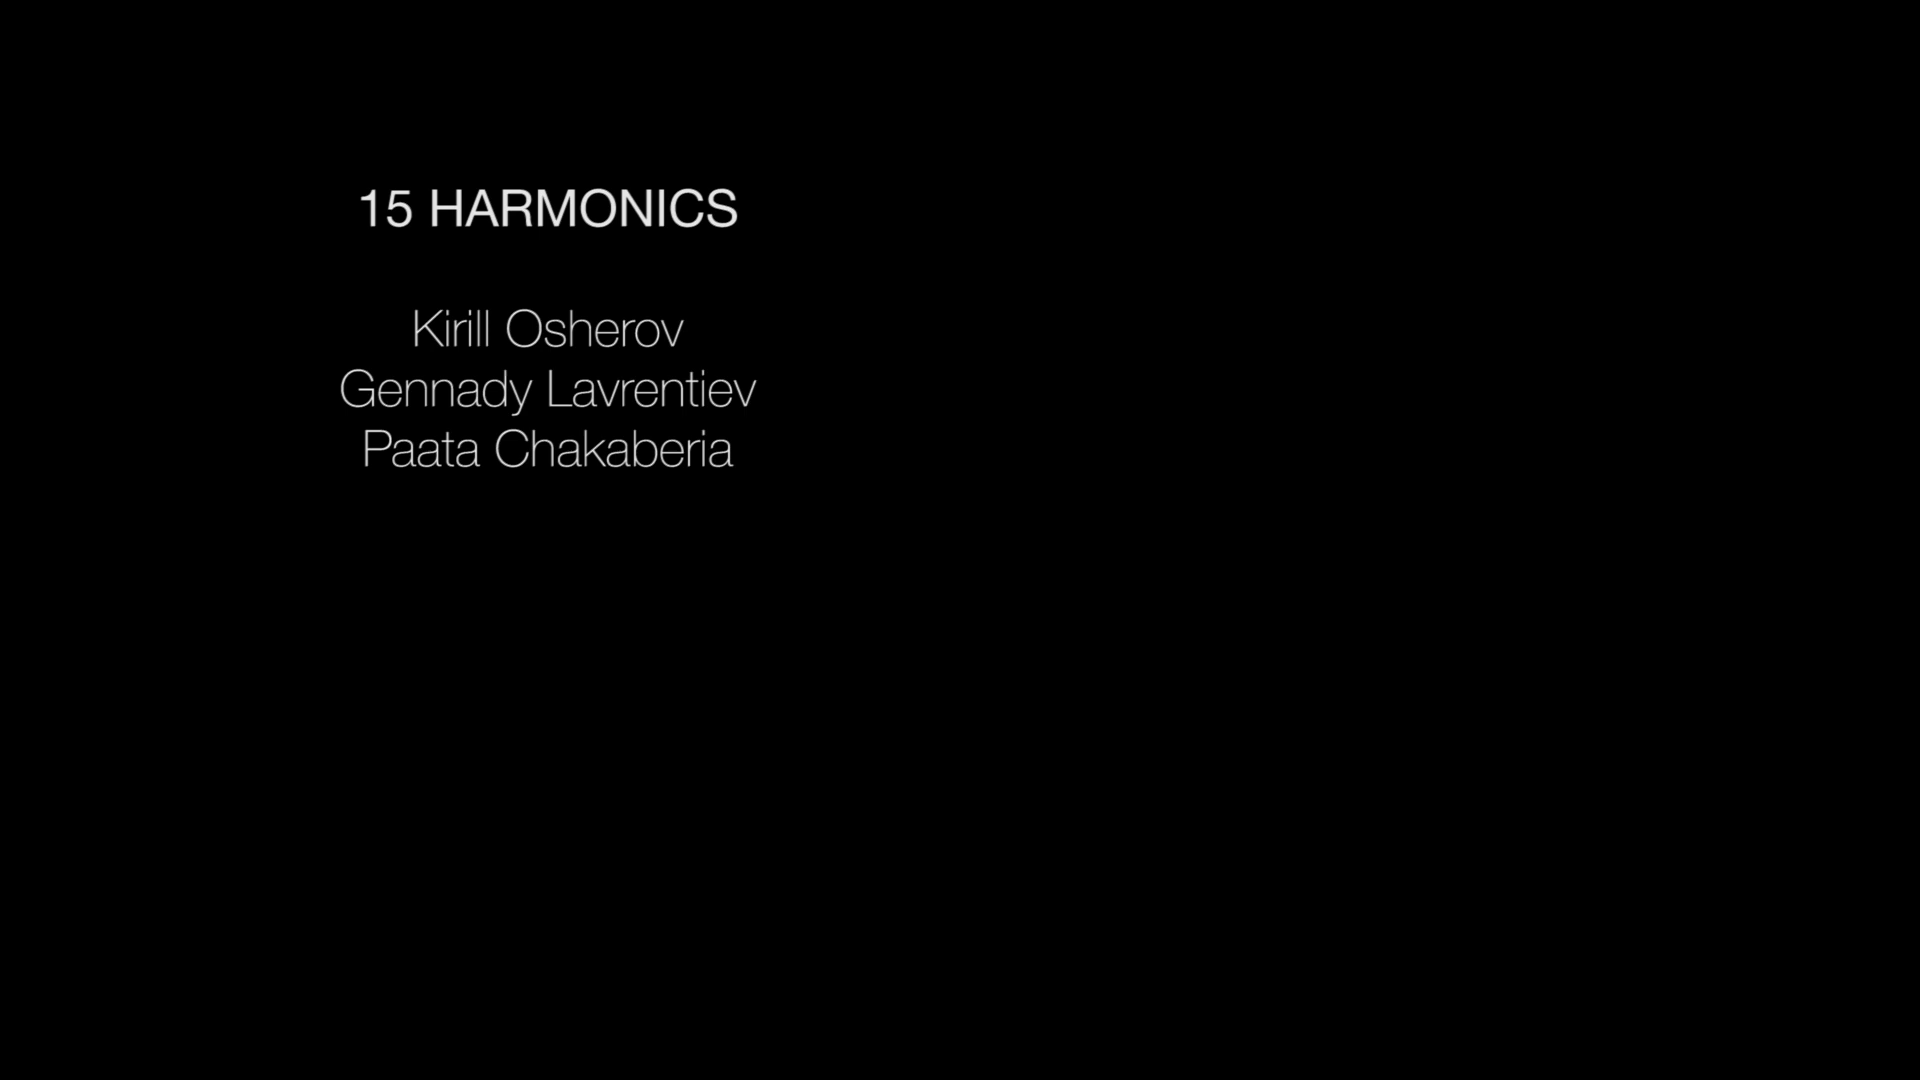 15 HARMONICS
Kirill Osherov
Gennady Lavrentiev
Paata Chakaberia